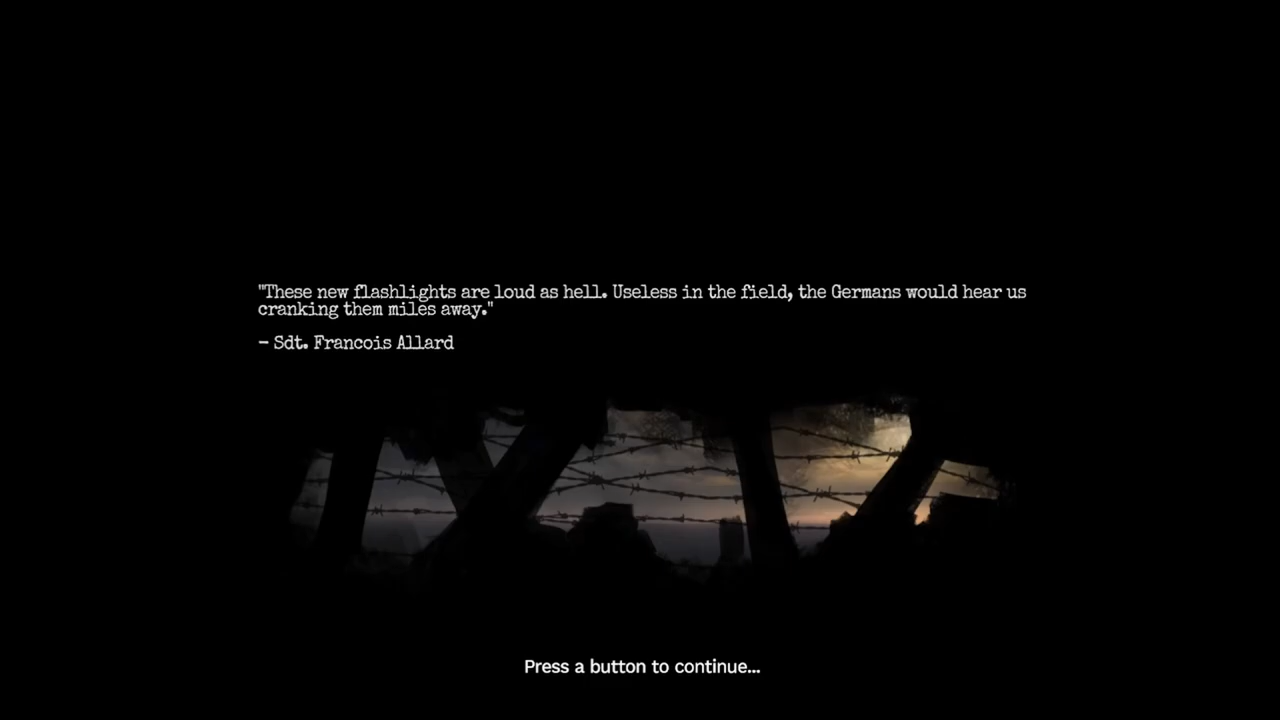 "These new flashlights are loud as hell. Useless in the field, the Germans would hear us
cranking them miles away."
- Sdt. Francois Allard
Press a button to continue...